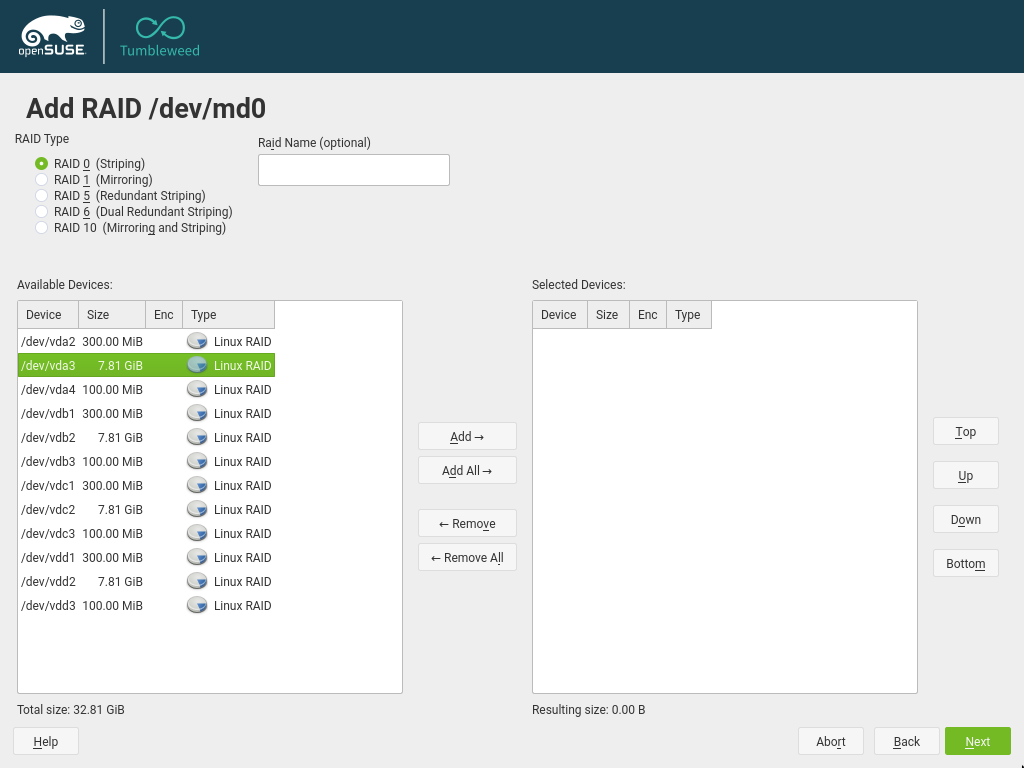 openSUSE
Tumbleweed
Add RAID /dev/md0
RAID Type
Raid Name (optional)
RAID 0 (Striping)
RAID 1 (Mirroring)
RAID 5 (Redundant Striping)
RAID 6 (Dual Redundant Striping)
RAID 10 (Mirroring and Striping)
Available Devices:
Device Size Enc Type
/dev/vda2 300.00 MiB Linux RAID
/dev/vda3 7.81 GiB Linux RAID
/dev/vda4 100.00 MiB Linux RAID
/dev/vdb1 300.00 MiB Linux RAID
/dev/vdb2 7.81 GiB Linux RAID
/dev/vdb3 100.00 MiB Linux RAID
/dev/vdc1 300.00 MiB Linux RAID
/dev/vdc2 7.81 GiB Linux RAID
/dev/vdc3 100.00 MiB Linux RAID
/dev/vdd1 300.00 MiB Linux RAID
/dev/vdd2 7.81 GiB Linux RAID
/dev/vdd3 100.00 MiB Linux RAID
Total size: 32.81 GiB
Add →
Add All →
← Remove
← Remove All
Selected Devices:
Device Size Enc Type
Resulting size: 0.00 B
Top
Up
Down
Bottom
Help
Abort
Back
Next